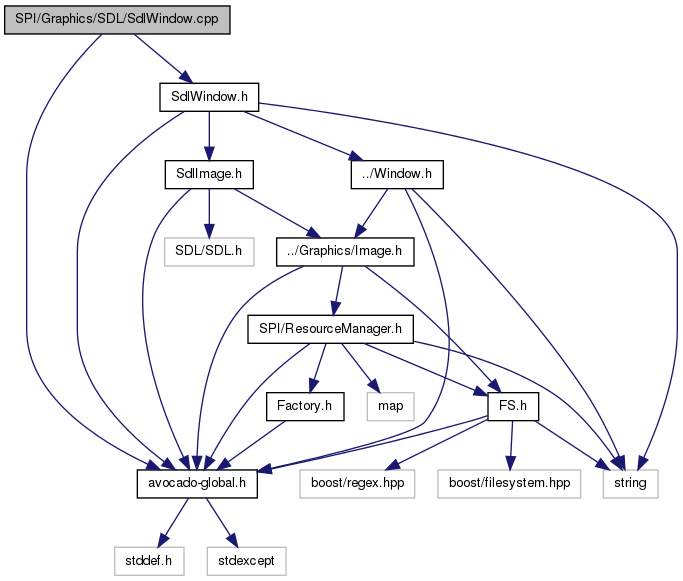 SPI/Graphics/SDL/SdlWindow.cpp
SdlWindow.h
SdlImage.h
../Window.h
SDL/SDL.h
../Graphics/Image.h
SPI/ResourceManager.h
Factory.h
map
FS.h
avocado-global.h
boost/regex.hpp
boost/filesystem.hpp
string
stddef.h
stdexcept